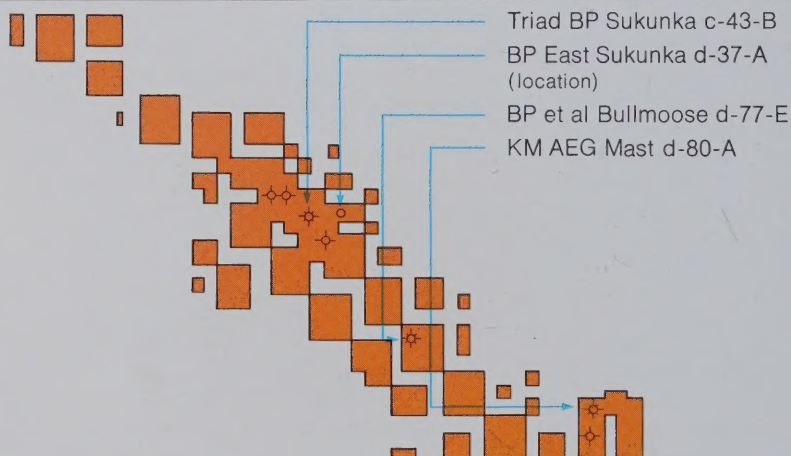 Triad BP Sukunka c-43-B
BP East Sukunka d-37-A
(location)
BP et al Bullmoose d-77-E
KM AEG Mast d-80-A